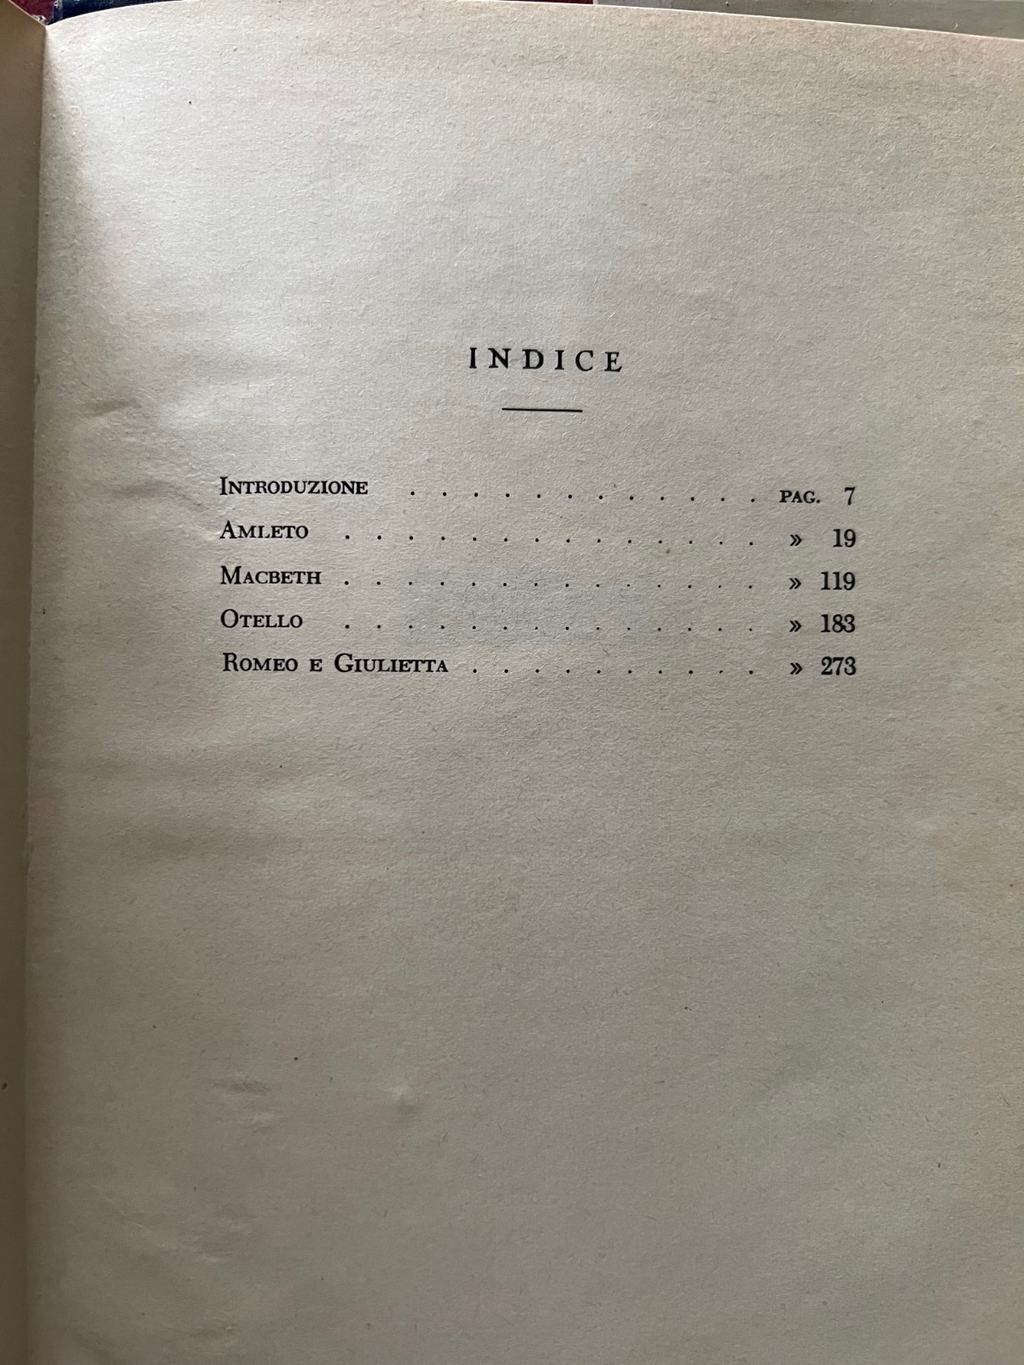 INDICE
INTRODUZIONE . . . . . . . . . . . . PAG. 7
AMLETO . . . . . . . . . . . . . . » 19
MACBETH . . . . . . . . . . . . . . » 119
OTELLO . . . . . . . . . . . . . . » 183
ROMEO E GIULIETTA . . . . . . . . . . » 273